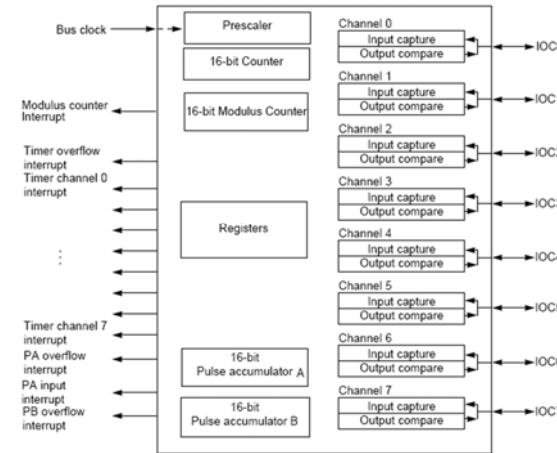 Bus clock
Modulus counter
Interrupt
Timer overflow
interrupt
Timer channel 0
interrupt
Timer channel 7
interrupt
PA overflow
interrupt
PA input
interrupt
PB overflow
interrupt
Prescaler
16-bit Counter
16-bit Modulus Counter
Registers
16-bit
Pulse accumulator A
16-bit
Pulse accumulator B
Channel 0
Input capture
Output compare
Channel 1
Input capture
Output compare
Channel 2
Input capture
Output compare
Channel 3
Input capture
Output compare
Channel 4
Input capture
Output compare
Channel 5
Input capture
Output compare
Channel 6
Input capture
Output compare
Channel 7
Input capture
Output compare